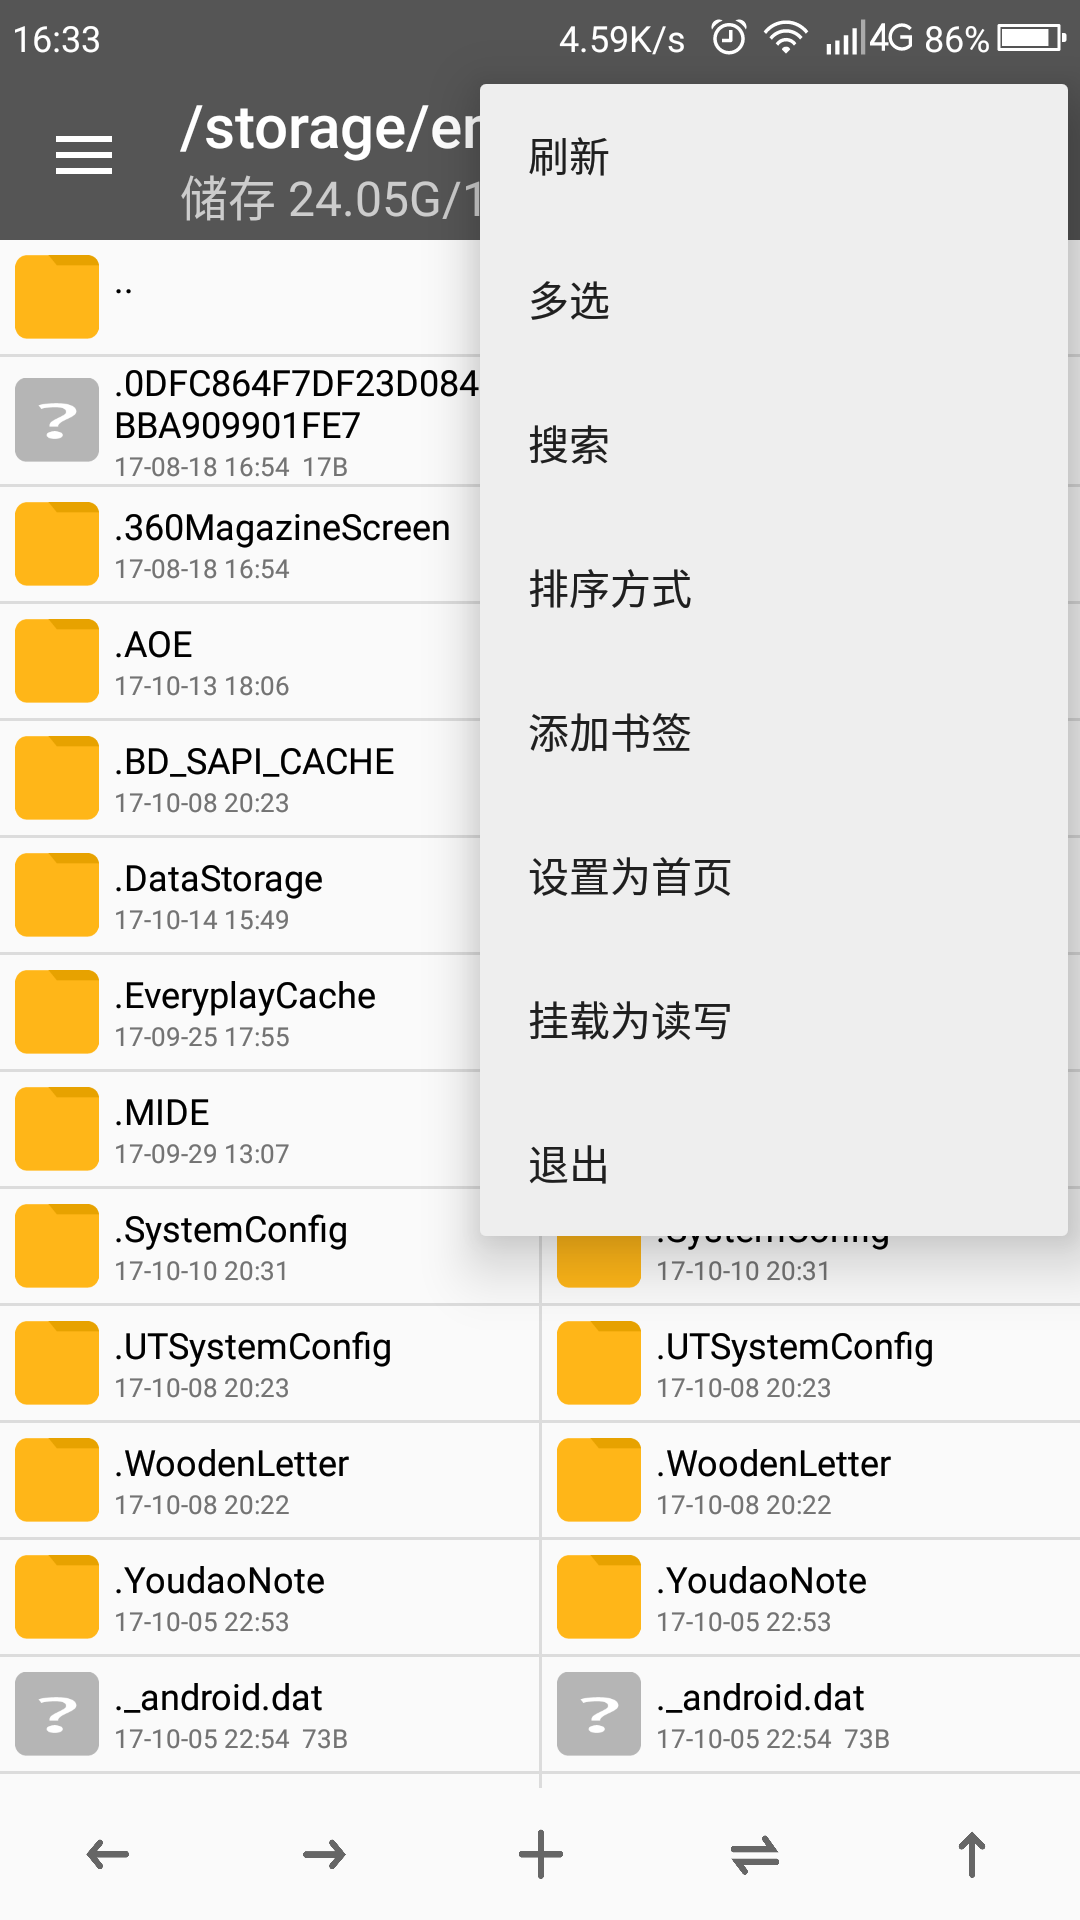 16:33 4.59K/s 4G 86%
/storage/e
储存 24.05G/1
刷新
多选
搜索
排序方式
添加书签
设置为首页
挂载为读写
退出
..
.0DFC864F7DF23D084
BBA909901FE7
17-08-18 16:54 17B
.360MagazineScreen
17-08-18 16:54
.AOE
17-10-13 18:06
.BD_SAPI_CACHE
17-10-08 20:23
.DataStorage
17-10-14 15:49
.EveryplayCache
17-09-25 17:55
.MIDE
17-09-29 13:07
.SystemConfig
17-10-10 20:31
.UTSystemConfig
17-10-08 20:23
.WoodenLetter
17-10-08 20:22
.YoudaoNote
17-10-05 22:53
._android.dat
17-10-05 22:54 73B
.SystemConfig
17-10-10 20:31
.UTSystemConfig
17-10-08 20:23
.WoodenLetter
17-10-08 20:22
.YoudaoNote
17-10-05 22:53
._android.dat
17-10-05 22:54 73B